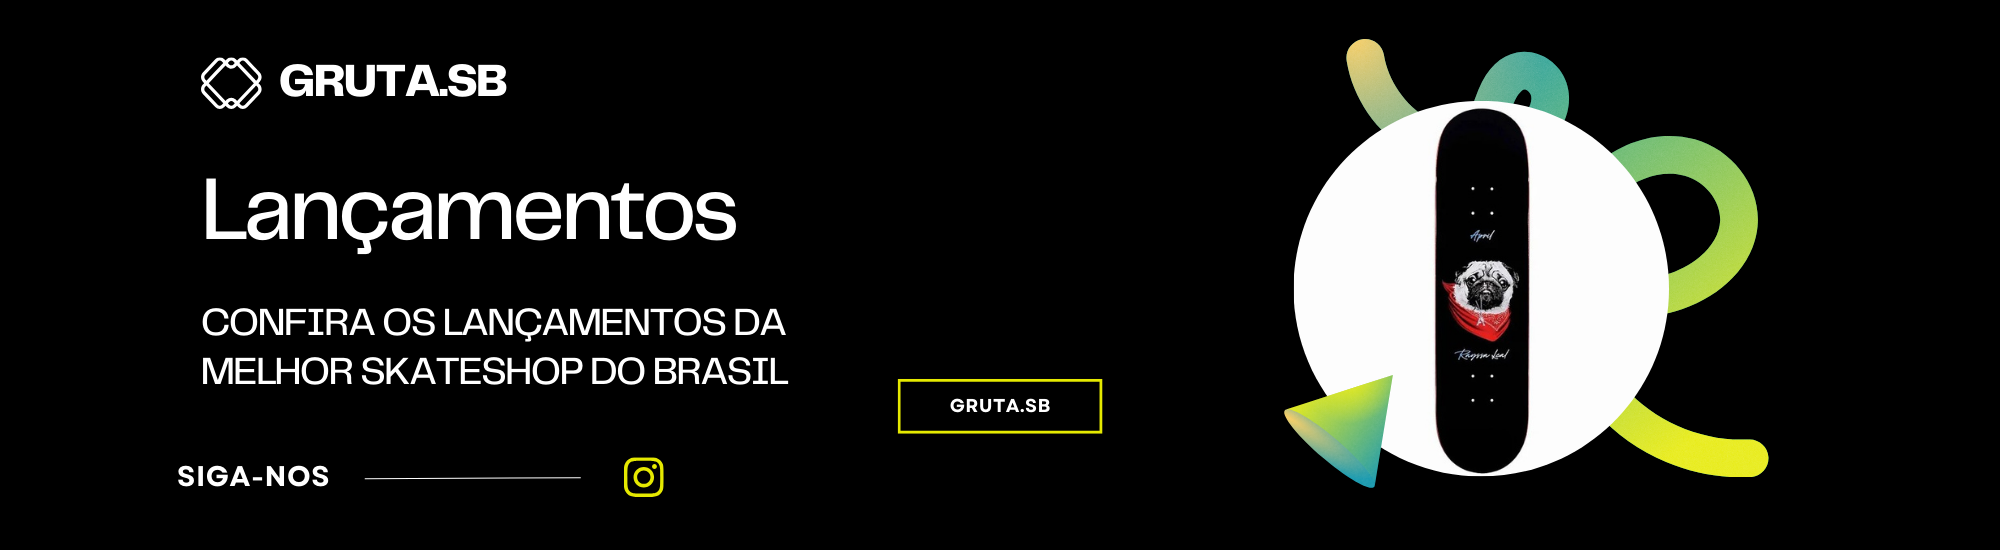 GRUTA.SB
Lançamentos
CONFIRA OS LANÇAMENTOS DA
MELHOR SKATESHOP DO BRASIL
GRUTA.SB
SIGA-NOS
April
Rayssa Leal